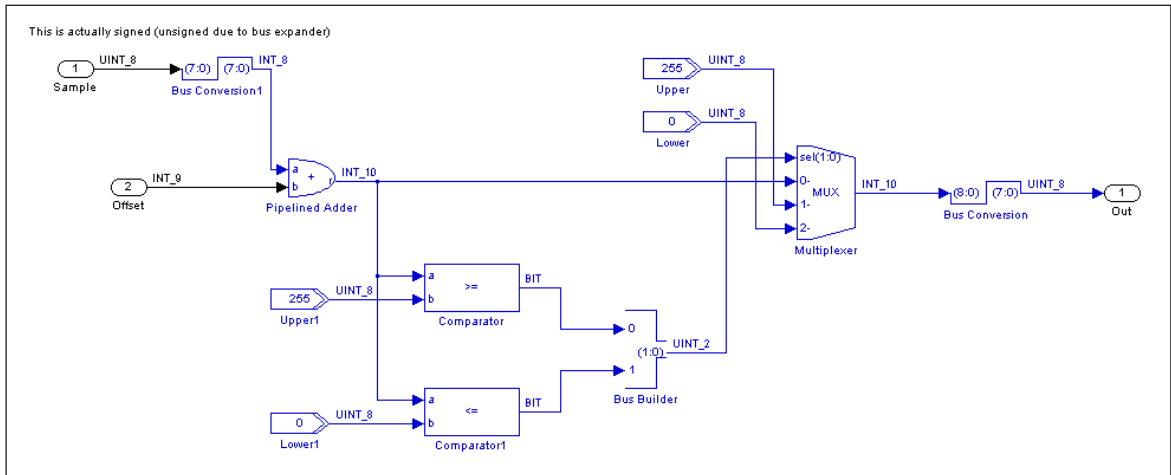 This is actually signed (unsigned due to bus expander)
1
Sample
UINT_8
(7:0) (7:0)
INT_8
Bus Conversion1
2
Offset
INT_9
a
b
+
r
INT_10
Pipelined Adder
255
UINT_8
Upper
0
UINT_8
Lower
sel(1:0)
0-
1-
2-
MUX
Multiplexer
INT_10
(8:0) (7:0)
UINT_8
Bus Conversion
1
Out
255
UINT_8
Upper1
a
b
>=
BIT
Comparator
0
UINT_8
Lower1
a
b
<=
BIT
Comparator1
0
(1:0)
1
UINT_2
Bus Builder